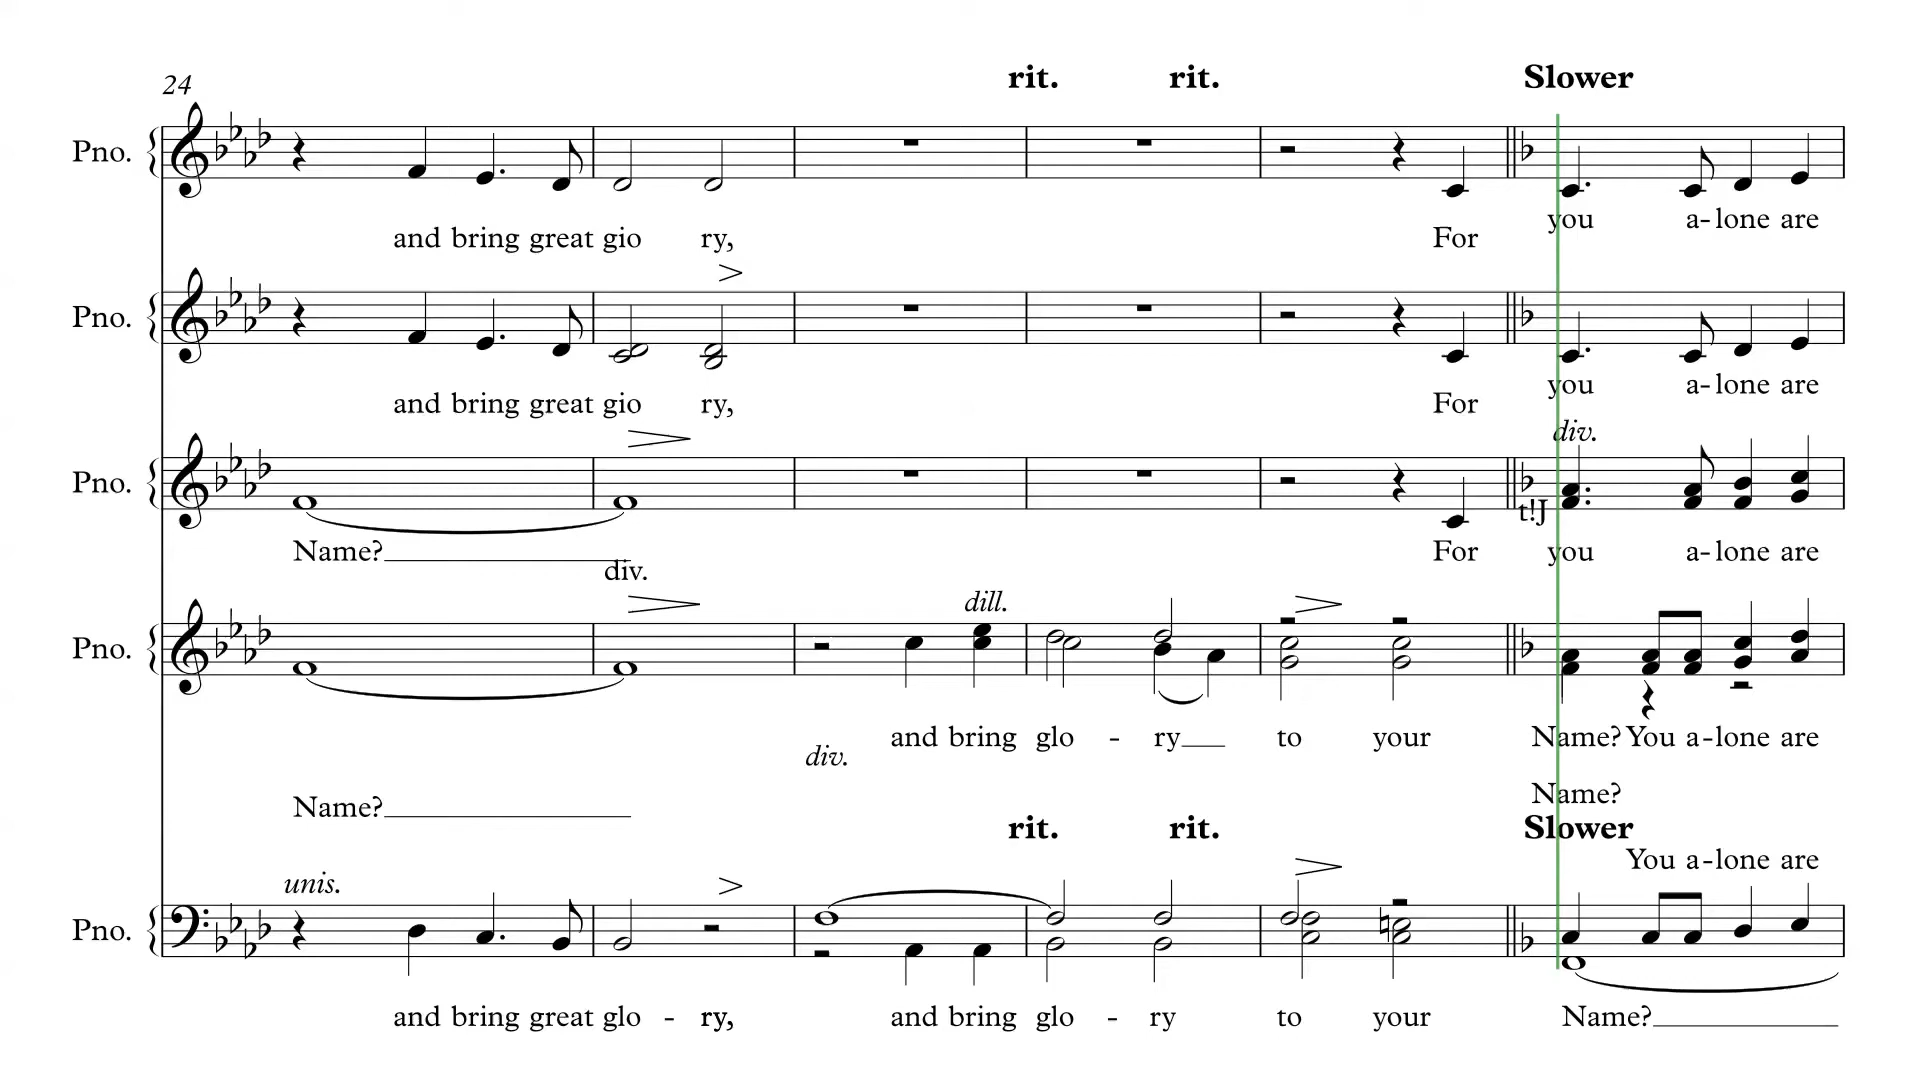 24 rit. rit. Slower
Pno.
and bring great gio ry, For you a-lone are
Pno.
and bring great gio ry, For you a-lone are
div.
Pno.
t!J
Name? For you a-lone are
div.
dill.
Pno.
and bring glo - ry to your Name? You a-lone are
div.
Name? Name?
rit. rit. Slower
You a-lone are
unis.
Pno.
and bring great glo - ry, and bring glo - ry to your Name?